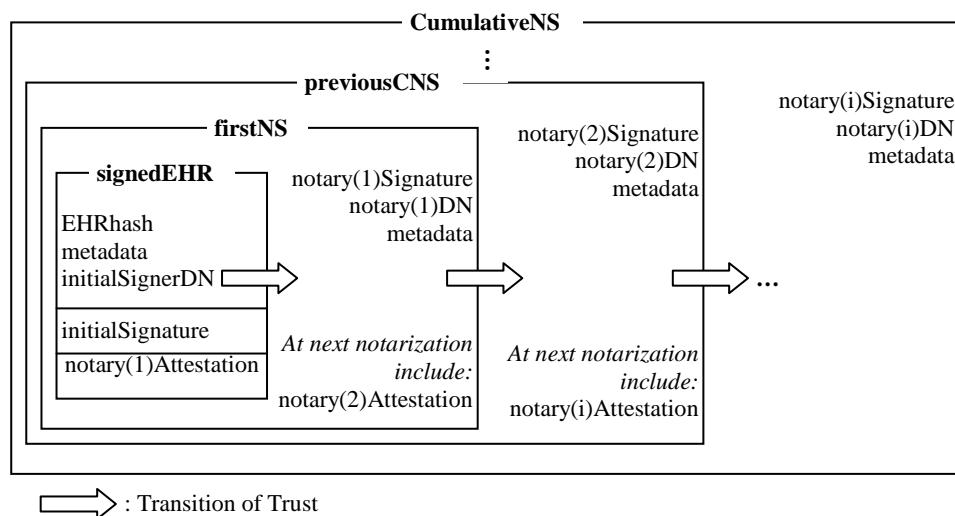 CumulativeNS
⋮
previousCNS
firstNS
signedEHR
EHRhash
metadata
initialSignerDN
initialSignature
notary(1)Attestation
notary(1)Signature
notary(1)DN
metadata
At next notarization
include:
notary(2)Attestation
notary(2)Signature
notary(2)DN
metadata
At next notarization
include:
notary(i)Attestation
notary(i)Signature
notary(i)DN
metadata
...
: Transition of Trust